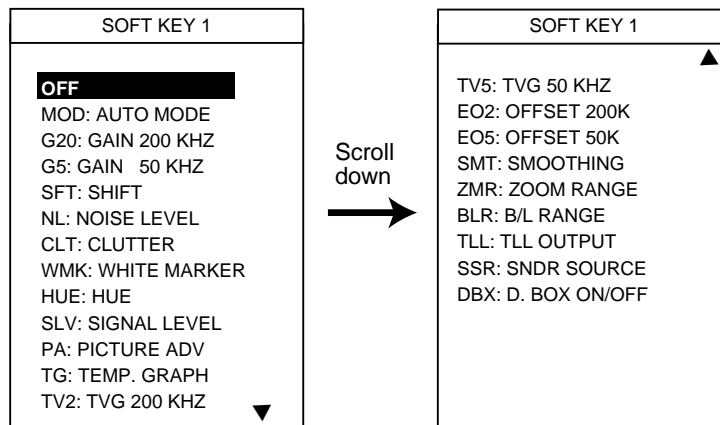 SOFT KEY 1
OFF
MOD: AUTO MODE
G20: GAIN 200 KHZ
G5: GAIN   50 KHZ
SFT: SHIFT
NL: NOISE LEVEL
CLT: CLUTTER
WMK: WHITE MARKER
HUE: HUE
SLV: SIGNAL LEVEL
PA: PICTURE ADV
TG: TEMP. GRAPH
TV2: TVG 200 KHZ
Scroll
down
SOFT KEY 1
TV5: TVG 50 KHZ
EO2: OFFSET 200K
EO5: OFFSET 50K
SMT: SMOOTHING
ZMR: ZOOM RANGE
BLR: B/L RANGE
TLL: TLL OUTPUT
SSR: SNDR SOURCE
DBX: D. BOX ON/OFF